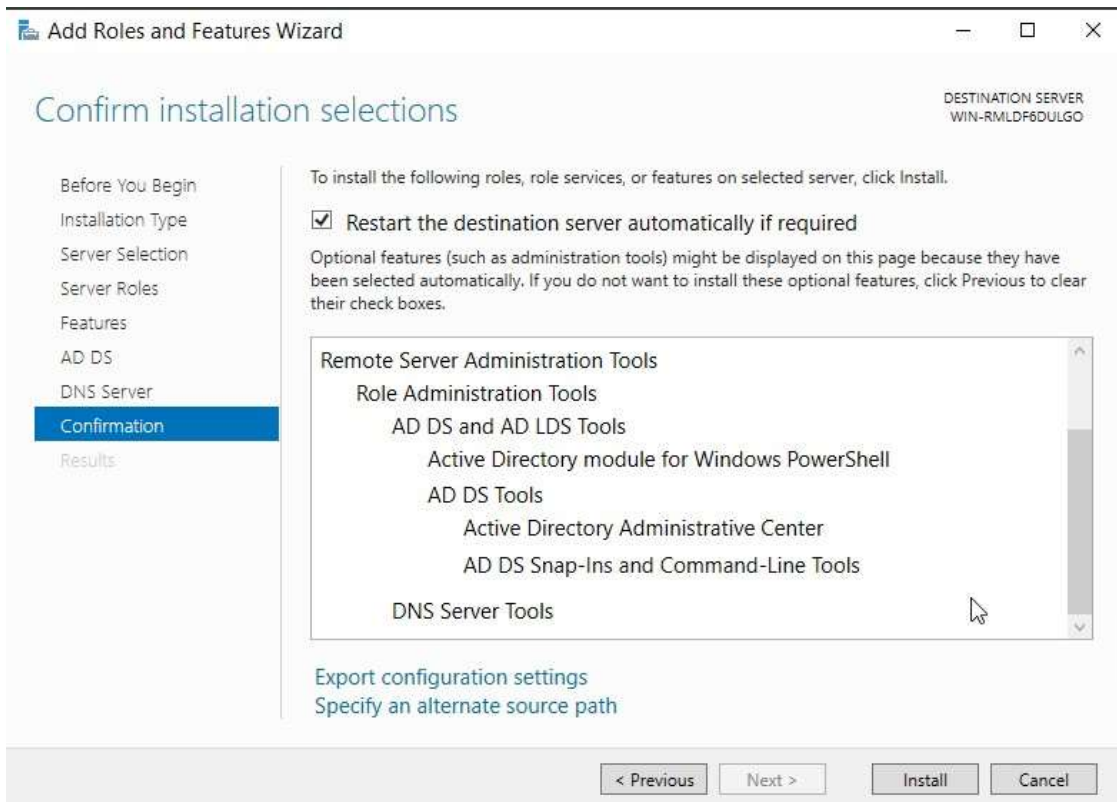 Add Roles and Features Wizard
Confirm installation selections
DESTINATION SERVER
WIN-RMLDF6DULGO
Before You Begin
Installation Type
Server Selection
Server Roles
Features
AD DS
DNS Server
Confirmation
Results
To install the following roles, role services, or features on selected server, click Install.
Restart the destination server automatically if required
Optional features (such as administration tools) might be displayed on this page because they have
been selected automatically. If you do not want to install these optional features, click Previous to clear
their check boxes.
Remote Server Administration Tools
Role Administration Tools
AD DS and AD LDS Tools
Active Directory module for Windows PowerShell
AD DS Tools
Active Directory Administrative Center
AD DS Snap-Ins and Command-Line Tools
DNS Server Tools
Export configuration settings
Specify an alternate source path
< Previous
Next >
Install
Cancel